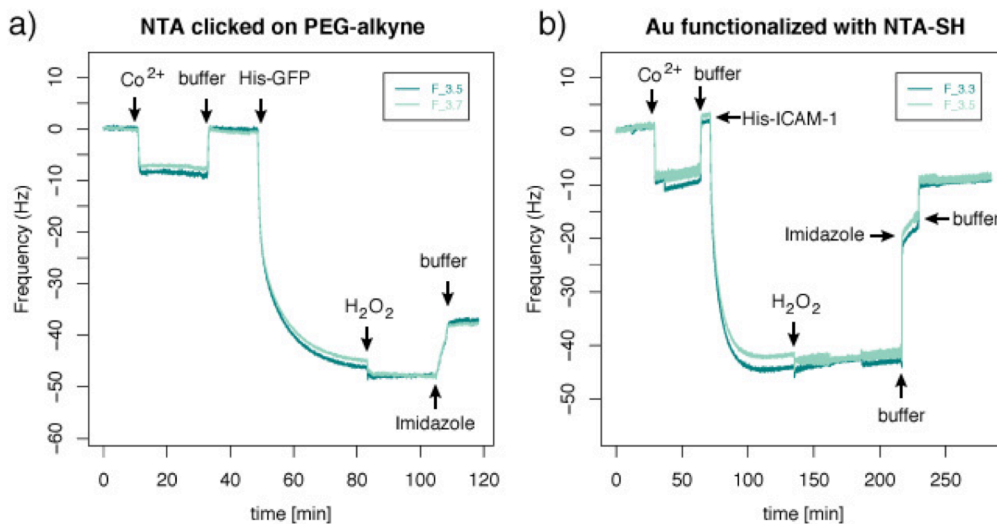 a)
NTA clicked on PEG-alkyne
Frequency (Hz)
10
0
−10
−20
−30
−40
−50
−60
Co²⁺
buffer
His-GFP
F_3.5
F_3.7
buffer
H₂O₂
Imidazole
0 20 40 60 80 100 120
time [min]
b)
Au functionalized with NTA-SH
Frequency (Hz)
10
0
−10
−20
−30
−40
−50
Co²⁺
buffer
F_3.3
F_3.5
His-ICAM-1
Imidazole
buffer
H₂O₂
buffer
0 50 100 150 200 250
time [min]